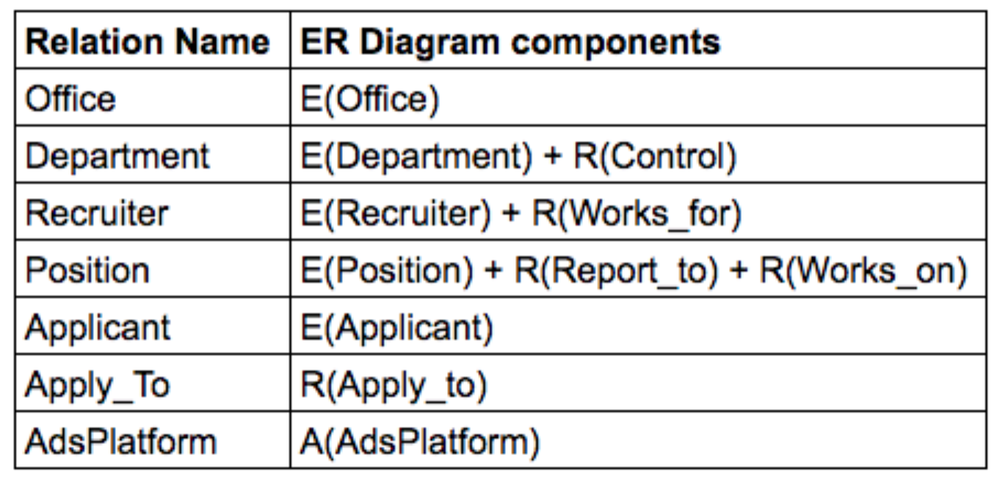 Relation Name ER Diagram components
Office E(Office)
Department E(Department) + R(Control)
Recruiter E(Recruiter) + R(Works_for)
Position E(Position) + R(Report_to) + R(Works_on)
Applicant E(Applicant)
Apply_To R(Apply_to)
AdsPlatform A(AdsPlatform)